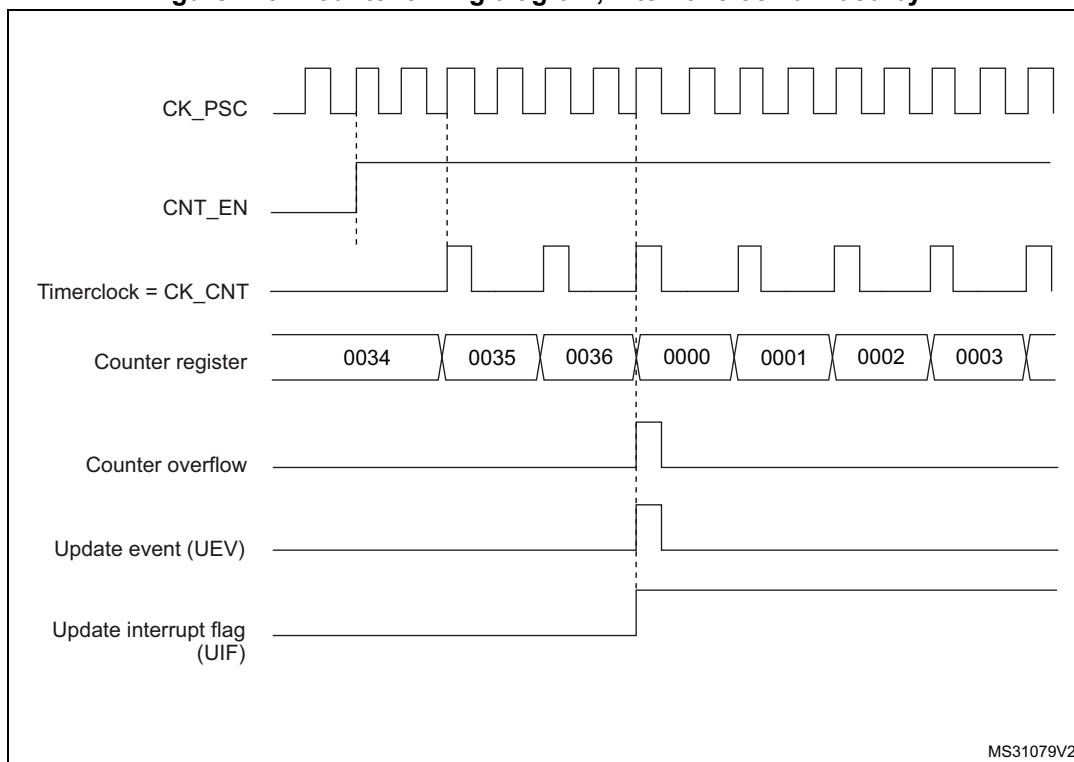 CK_PSC
CNT_EN
Timerclock = CK_CNT
Counter register
0034 0035 0036 0000 0001 0002 0003
Counter overflow
Update event (UEV)
Update interrupt flag
(UIF)
MS31079V2